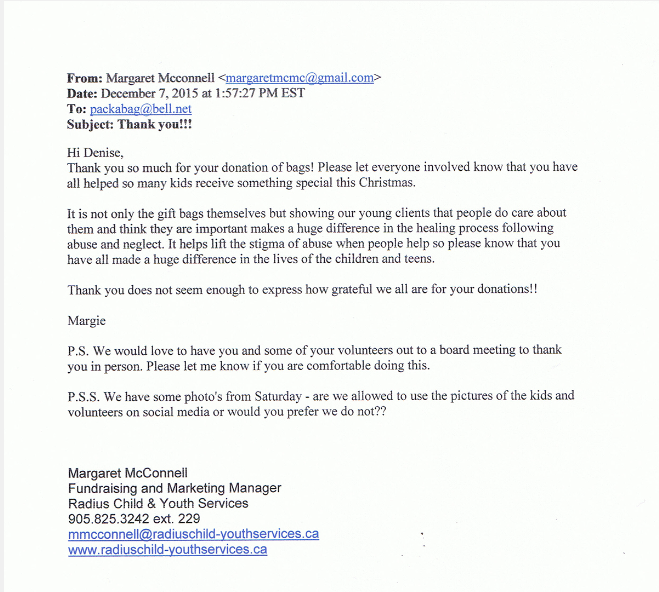 From: Margaret Mcconnell <margaretmcmc@gmail.com>
Date: December 7, 2015 at 1:57:27 PM EST
To: packabag@bell.net
Subject: Thank you!!!
Hi Denise,
Thank you so much for your donation of bags! Please let everyone involved know that you have
all helped so many kids receive something special this Christmas.
It is not only the gift bags themselves but showing our young clients that people do care about
them and think they are important makes a huge difference in the healing process following
abuse and neglect. It helps lift the stigma of abuse when people help so please know that you
have all made a huge difference in the lives of the children and teens.
Thank you does not seem enough to express how grateful we all are for your donations!!
Margie
P.S. We would love to have you and some of your volunteers out to a board meeting to thank
you in person. Please let me know if you are comfortable doing this.
P.S.S. We have some photo's from Saturday - are we allowed to use the pictures of the kids and
volunteers on social media or would you prefer we do not??
Margaret McConnell
Fundraising and Marketing Manager
Radius Child & Youth Services
905.825.3242 ext. 229
mmcconnell@radiuschild-youthservices.ca
www.radiuschild-youthservices.ca